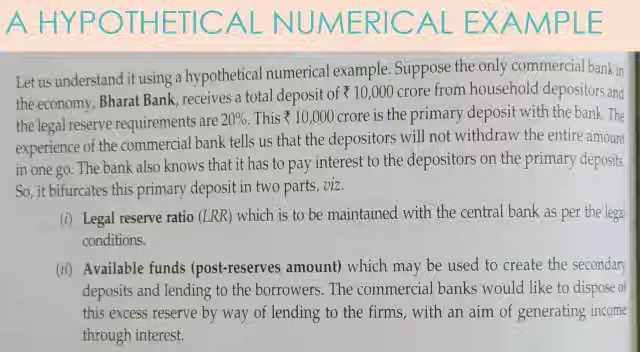 A HYPOTHETICAL NUMERICAL EXAMPLE
Let us understand it using a hypothetical numerical example. Suppose the only commercial bank in
the economy, Bharat Bank, receives a total deposit of ₹ 10,000 crore from household depositors and
the legal reserve requirements are 20%. This ₹ 10,000 crore is the primary deposit with the bank. The
experience of the commercial bank tells us that the depositors will not withdraw the entire amount
in one go. The bank also knows that it has to pay interest to the depositors on the primary deposits.
So, it bifurcates this primary deposit in two parts, viz.
(i) Legal reserve ratio (LRR) which is to be maintained with the central bank as per the legal
conditions.
(ii) Available funds (post-reserves amount) which may be used to create the secondary
deposits and lending to the borrowers. The commercial banks would like to dispose of
this excess reserve by way of lending to the firms, with an aim of generating income
through interest.